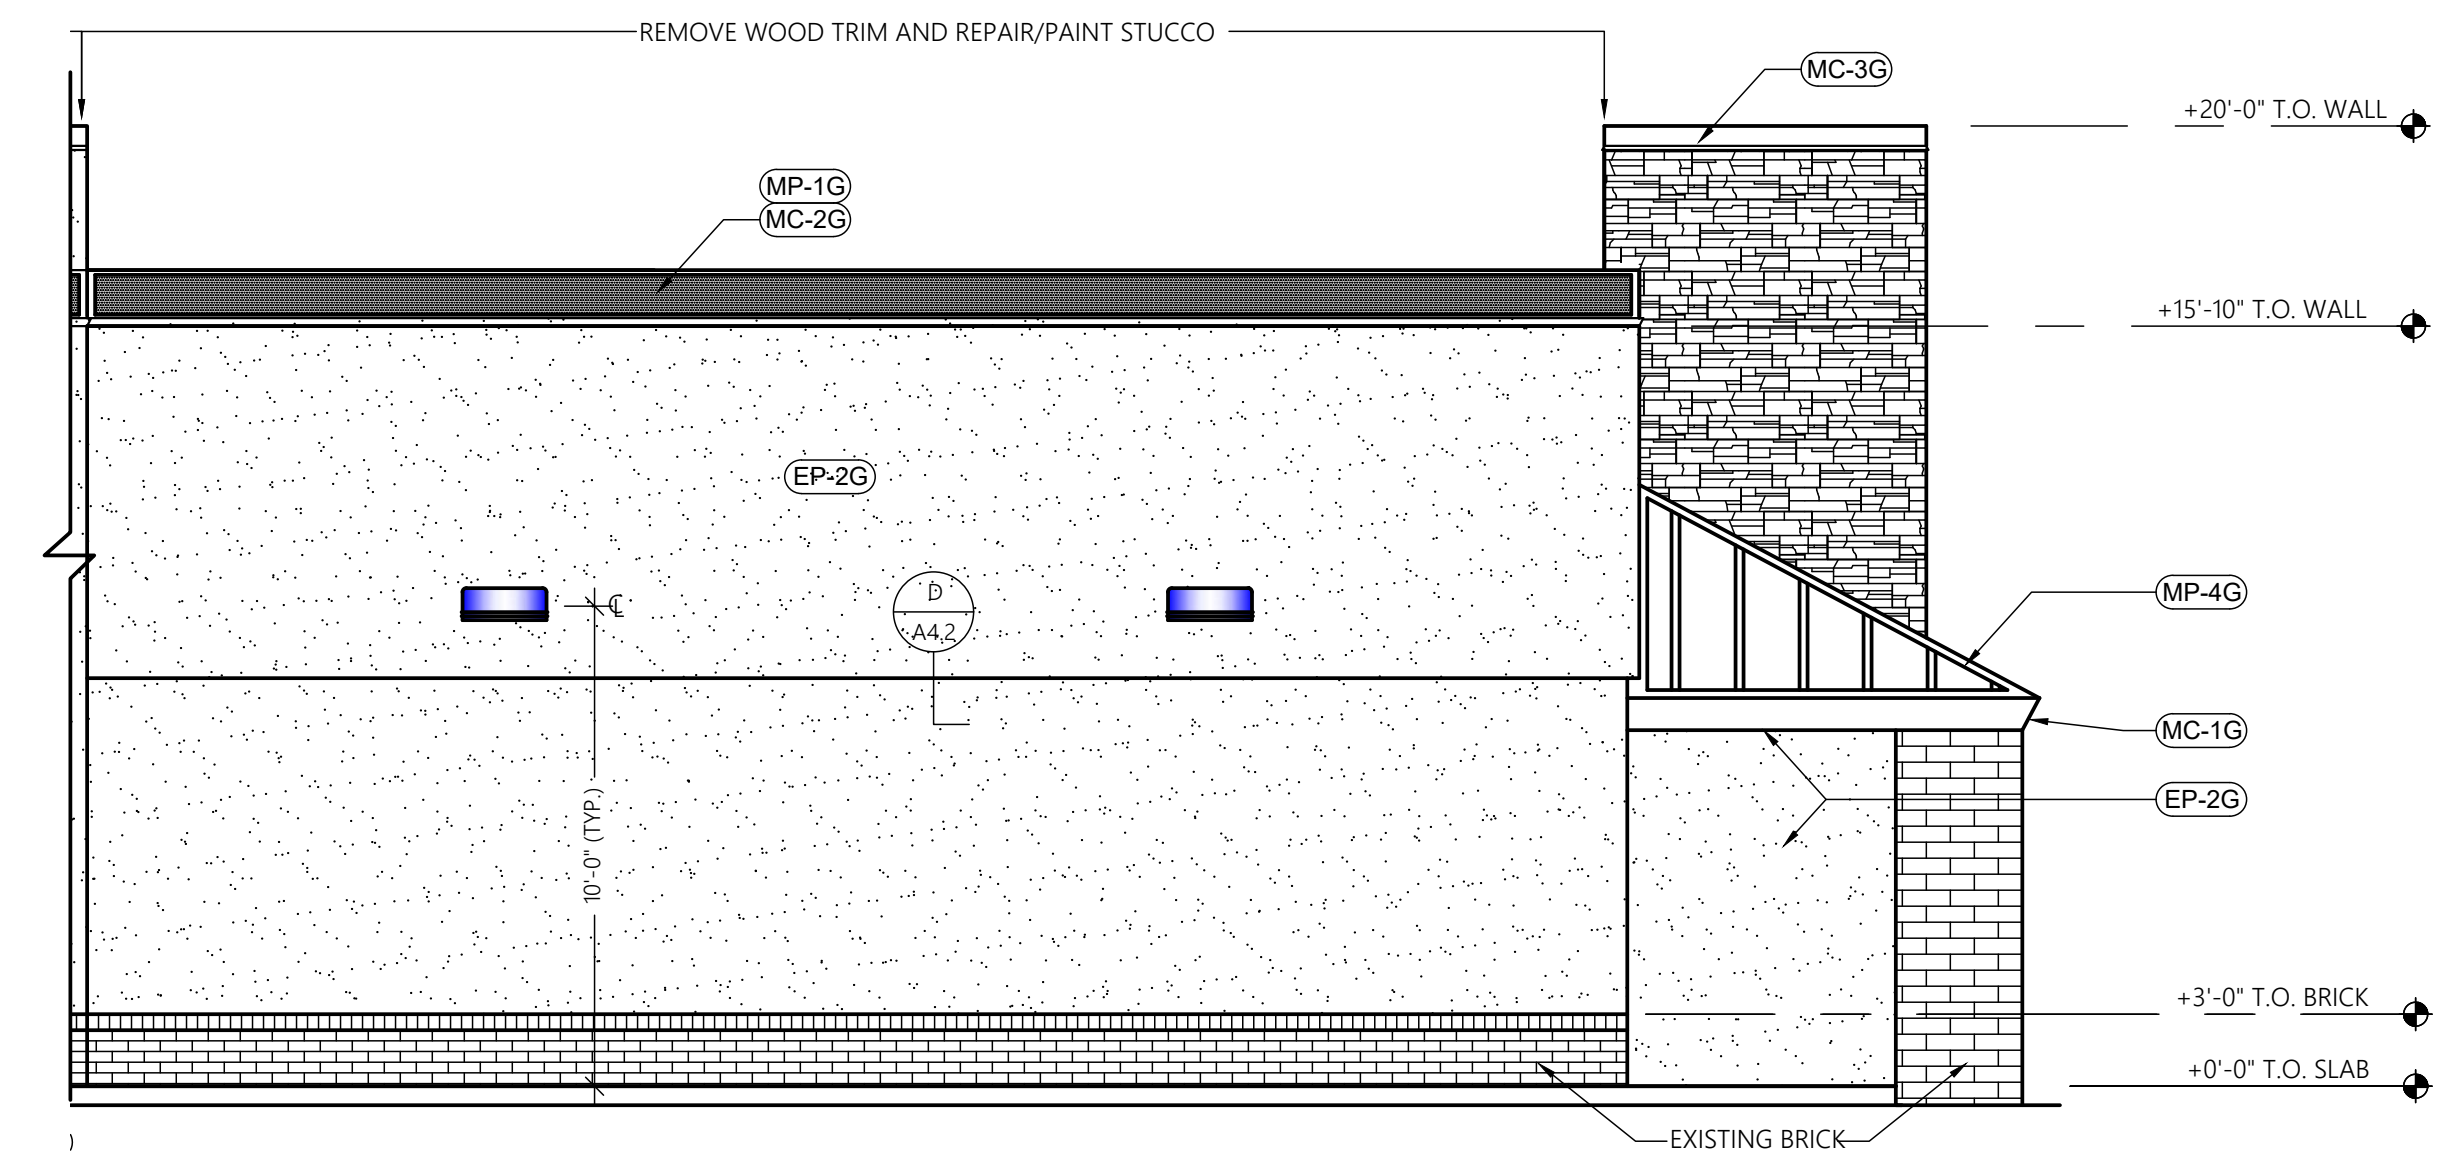 REMOVE WOOD TRIM AND REPAIR/PAINT STUCCO
MC-3G
+20'-0" T.O. WALL
MP-1G
MC-2G
+15'-10" T.O. WALL
EP-2G
D
A4.2
℄
MP-4G
MC-1G
EP-2G
10'-0" (TYP.)
+3'-0" T.O. BRICK
+0'-0" T.O. SLAB
EXISTING BRICK
)